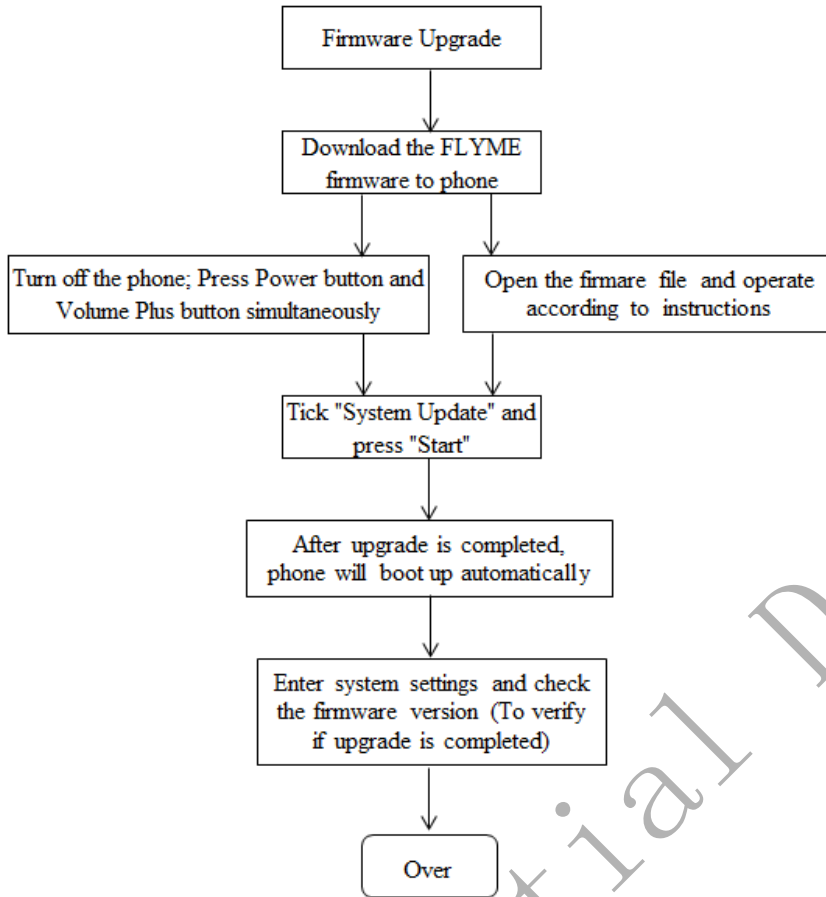 Firmware Upgrade
Download the FLYME
firmware to phone
Turn off the phone; Press Power button and
Volume Plus button simultaneously
Open the firmare file and operate
according to instructions
Tick "System Update" and
press "Start"
After upgrade is completed,
phone will boot up automatically
Enter system settings and check
the firmware version (To verify
if upgrade is completed)
Over
tial D